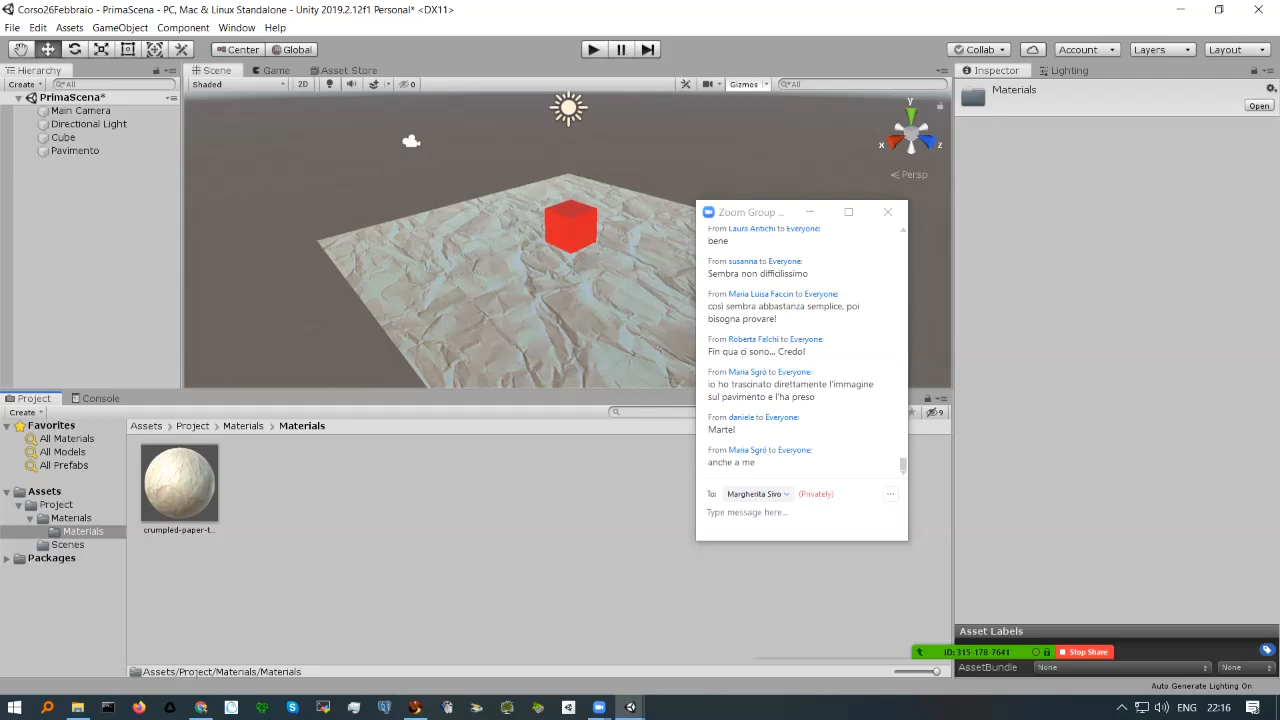 Corso26Febbraio - PrimaScena - PC, Mac & Linux Standalone - Unity 2019.2.12f1 Personal* <DX11>
File Edit Assets GameObject Component Window Help
Center Global
Collab Account Layers Layout
Hierarchy
Create All
PrimaScena*
Main Camera
Directional Light
Cube
Pavimento
Scene Game Asset Store
Shaded 2D 0 Gizmos All
y
x z
Persp
Inspector Lighting
Materials
Open
Zoom Group ...
From Laura Antichi to Everyone:
bene
From susanna to Everyone:
Sembra non difficilissimo
From Maria Luisa Faccin to Everyone:
così sembra abbastanza semplice, poi
bisogna provare!
From Roberta Falchi to Everyone:
Fin qua ci sono... Credo!
From Maria Sgrò to Everyone:
io ho trascinato direttamente l'immagine
sul pavimento e l'ha preso
From daniele to Everyone:
Martel
From Maria Sgrò to Everyone:
anche a me
To: Margherita Sivo (Privately)
Type message here...
Project Console
Create
9
Favorites
All Materials
All Models
All Prefabs
Assets
Project
Materials
Materials
Scenes
Packages
Assets > Project > Materials > Materials
crumpled-paper-t...
Assets/Project/Materials/Materials
Asset Labels
ID: 315-178-7641 Stop Share
AssetBundle None None
Auto Generate Lighting On
ENG 22:16